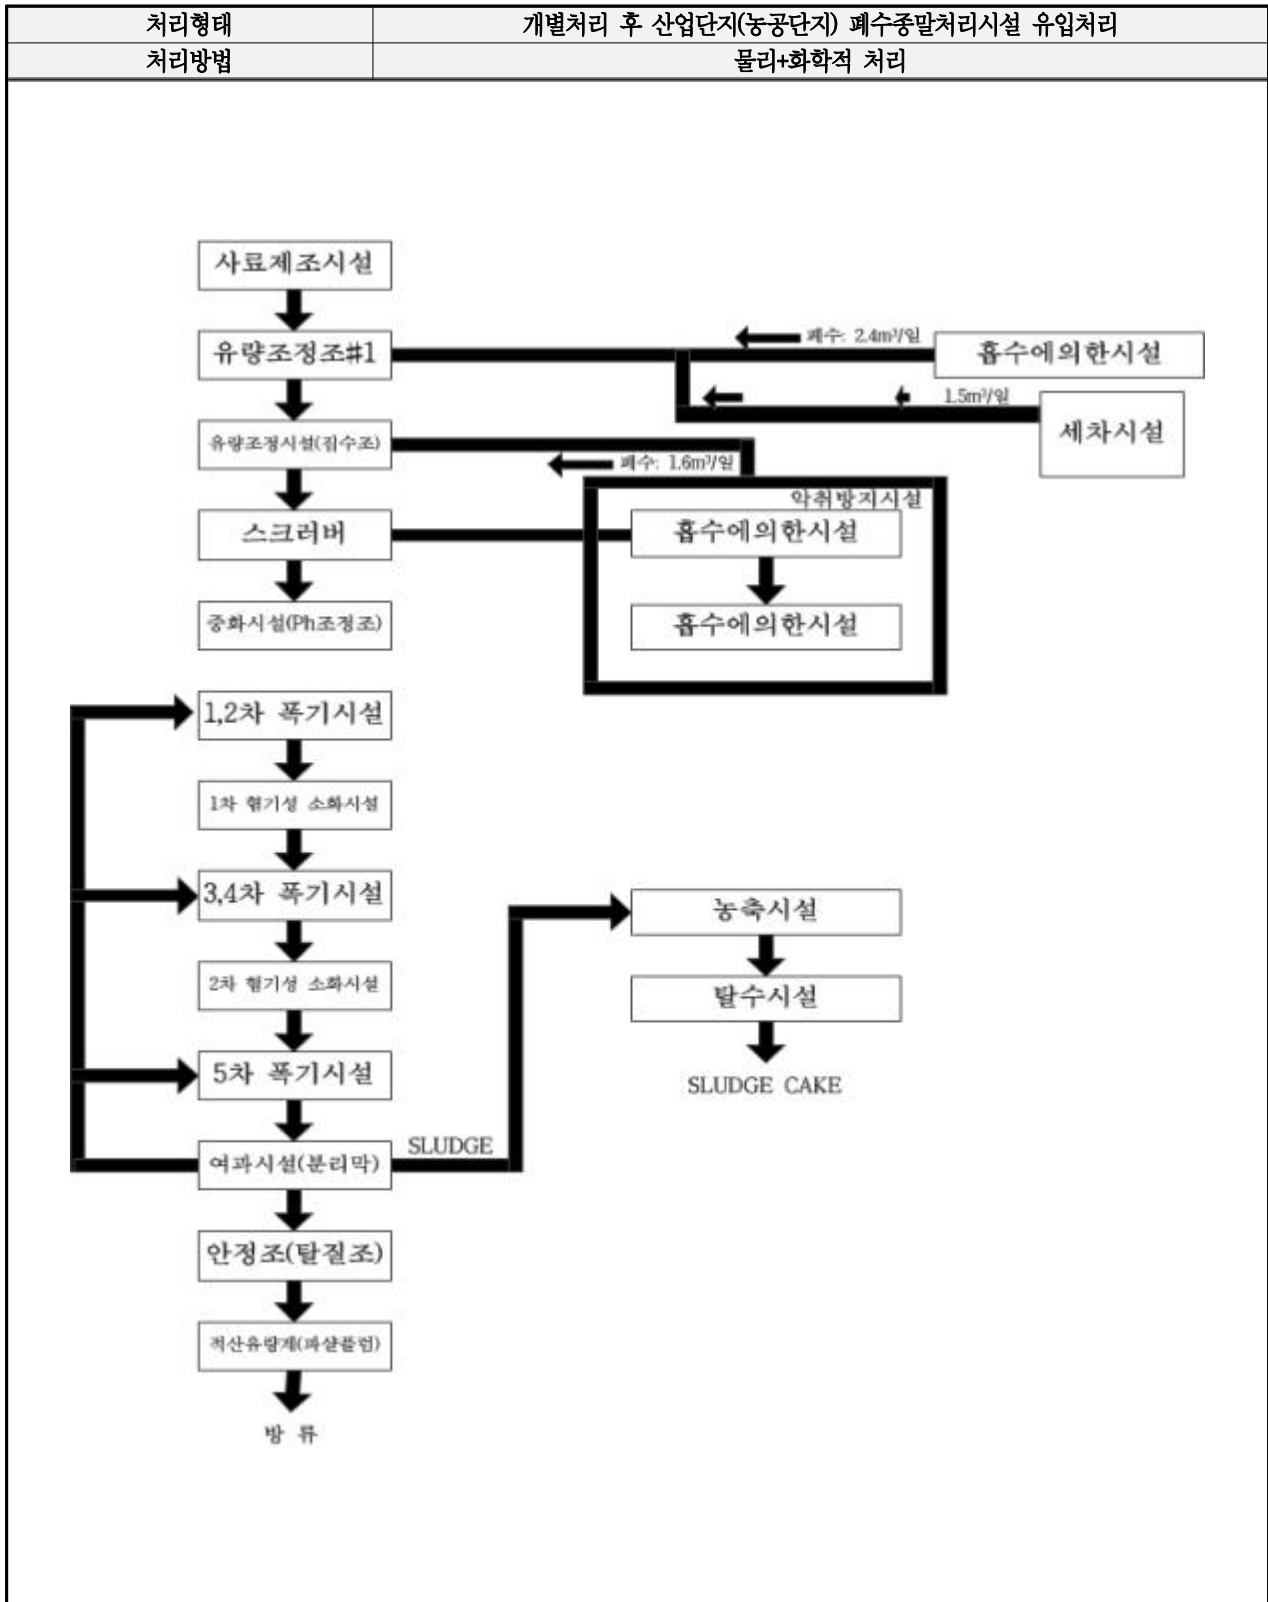 처리형태 개별처리 후 산업단지(농공단지) 폐수종말처리시설 유입처리
처리방법 물리+화학적 처리
사료제조시설
유량조정조#1
폐수: 2.4m³/일
흡수에의한시설
1.5m³/일
세차시설
유량조정시설(집수조)
폐수: 1.6m³/일
악취방지시설
스크러버
흡수에의한시설
중화시설(Ph조정조)
흡수에의한시설
1,2차 폭기시설
1차 혐기성 소화시설
3,4차 폭기시설
농축시설
2차 혐기성 소화시설
탈수시설
5차 폭기시설
SLUDGE CAKE
SLUDGE
여과시설(분리막)
안정조(탈질조)
적산유량계(파샬플럼)
방 류